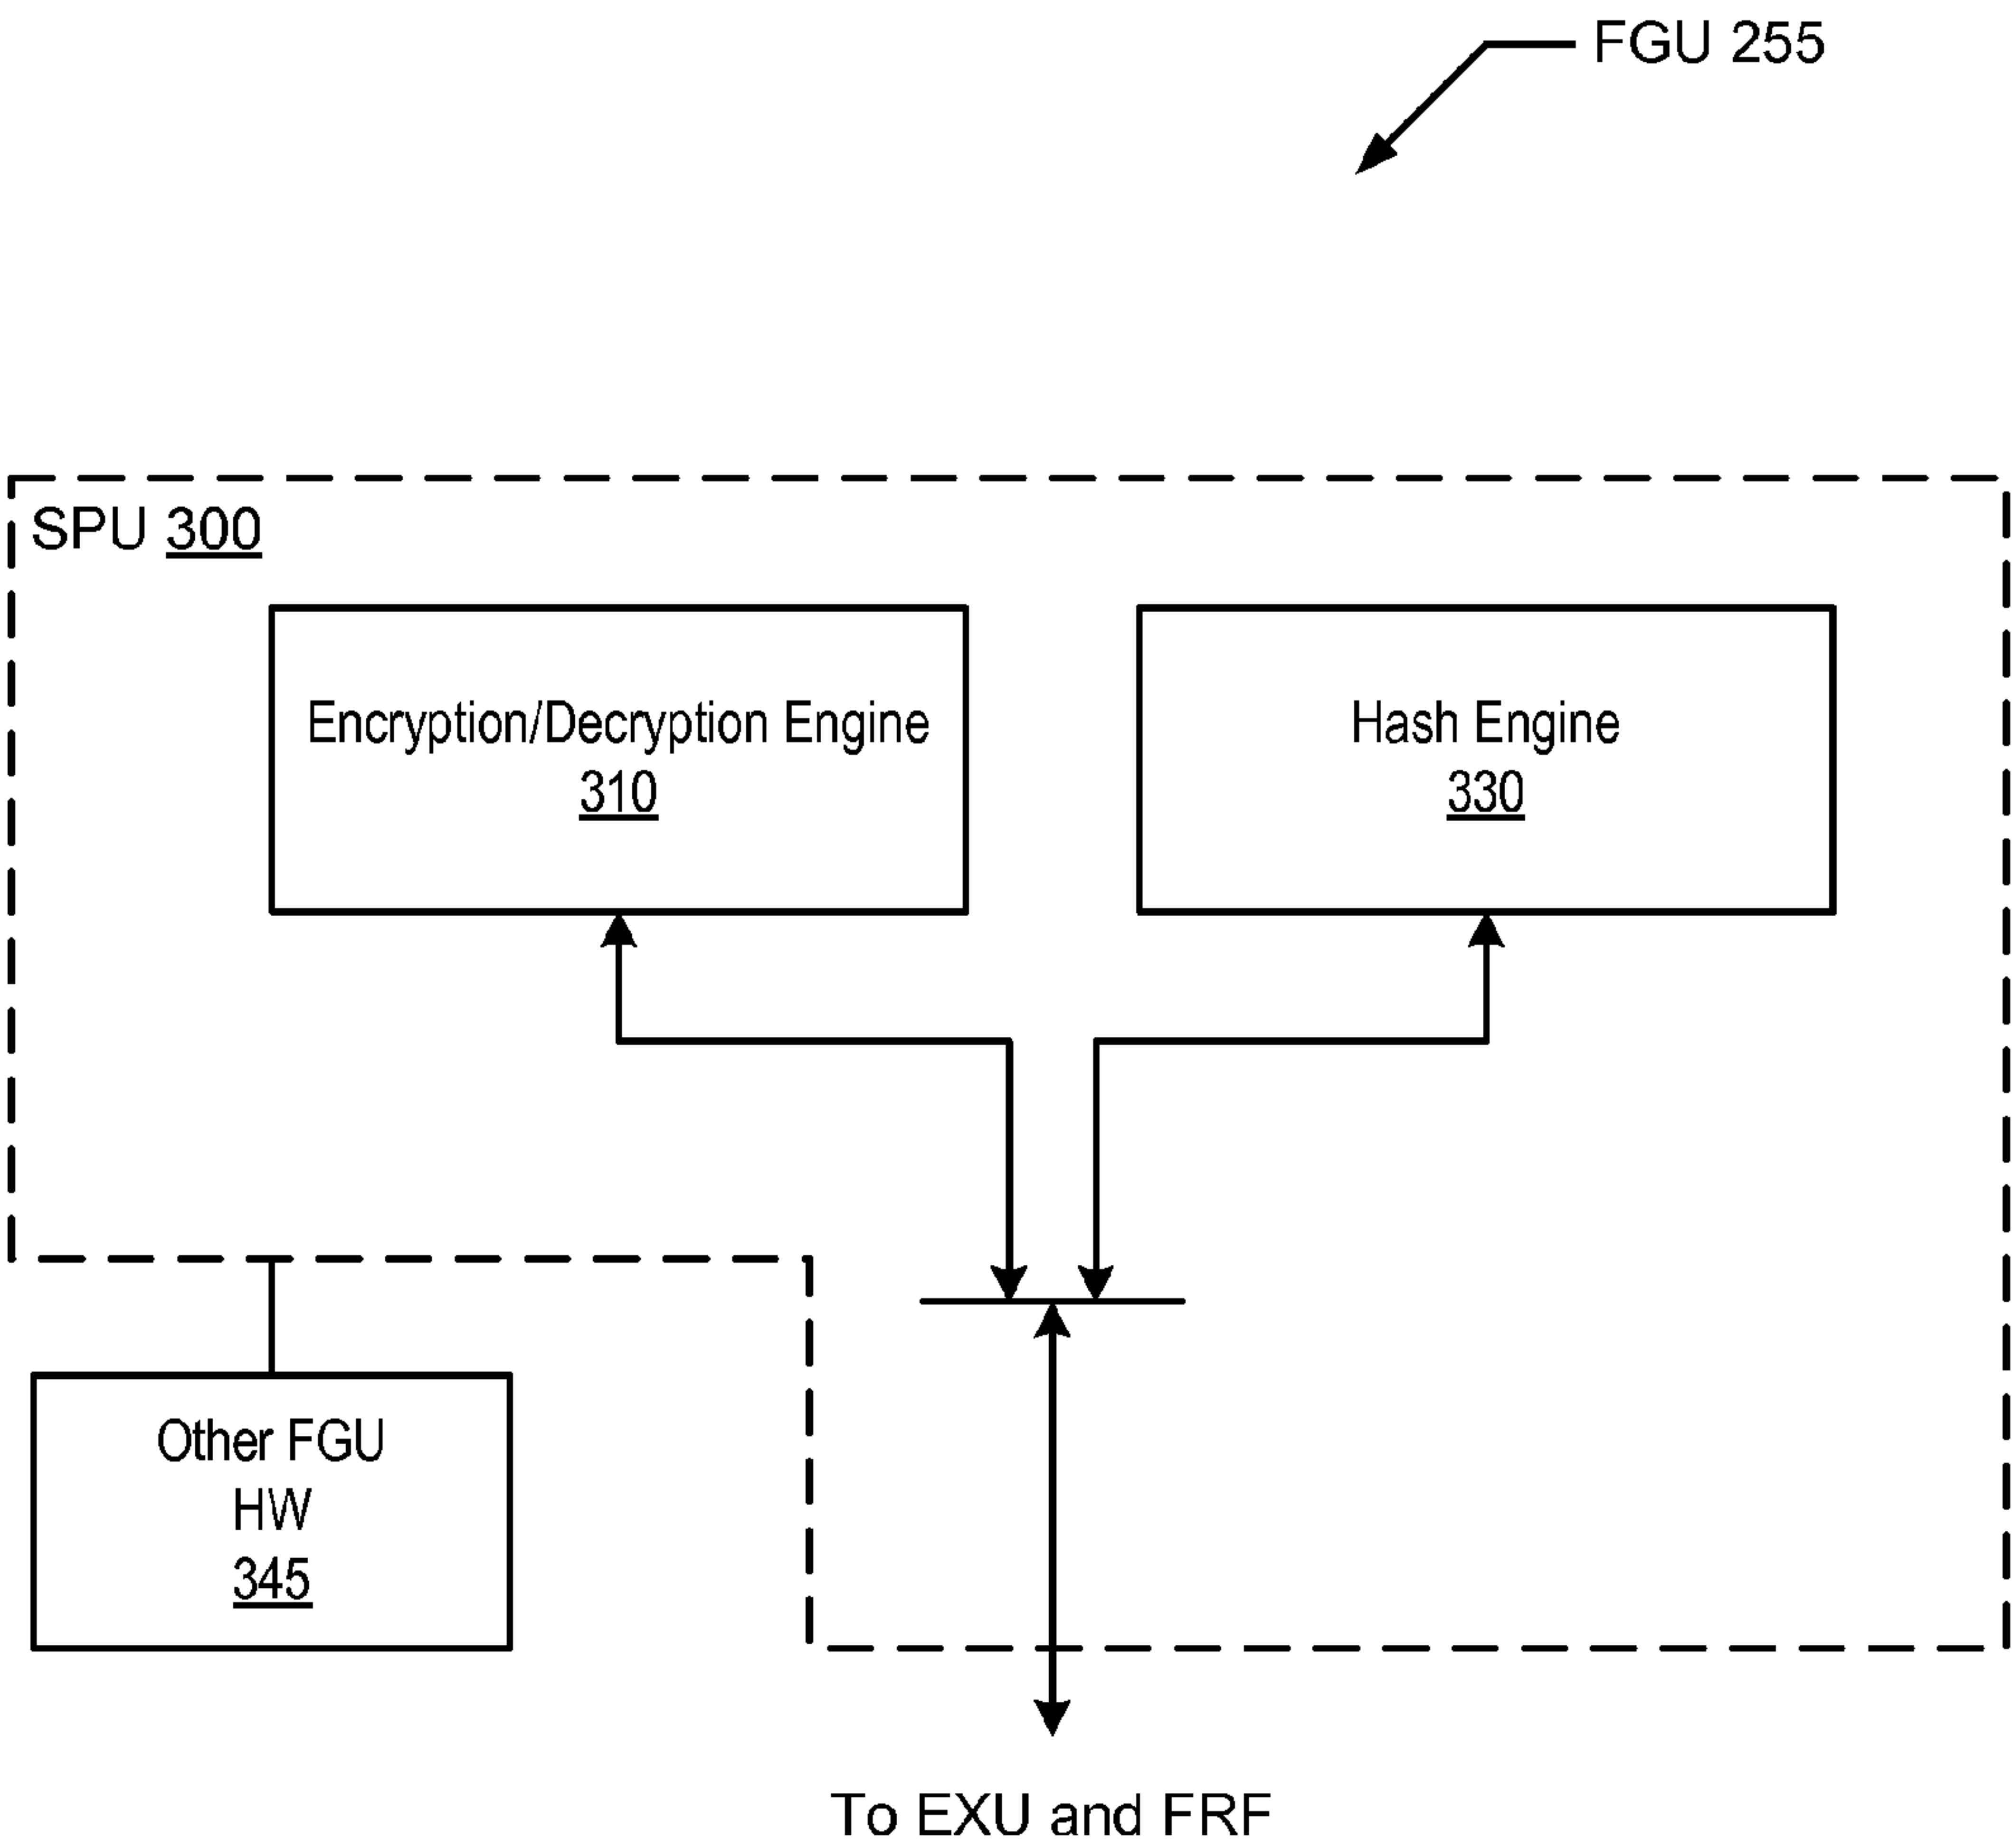 FGU 255
SPU 300
Encryption/Decryption Engine
310
Hash Engine
330
Other FGU
HW
345
To EXU and FRF